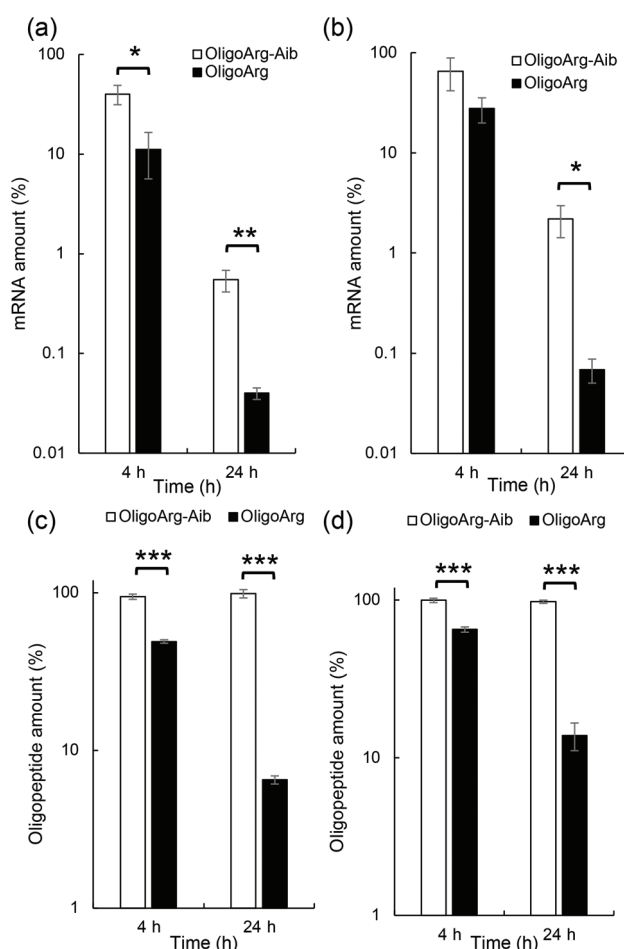 (a)
OligoArg-Aib
OligoArg
*
**
100
10
1
0.1
0.01
mRNA amount (%)
4 h
24 h
Time (h)
(b)
OligoArg-Aib
OligoArg
*
100
10
1
0.1
0.01
mRNA amount (%)
4 h
24 h
Time (h)
(c)
OligoArg-Aib OligoArg
***
***
100
10
1
Oligopeptide amount (%)
4 h
24 h
Time (h)
(d)
OligoArg-Aib OligoArg
***
***
100
10
1
Oligopeptide amount (%)
4 h
24 h
Time (h)